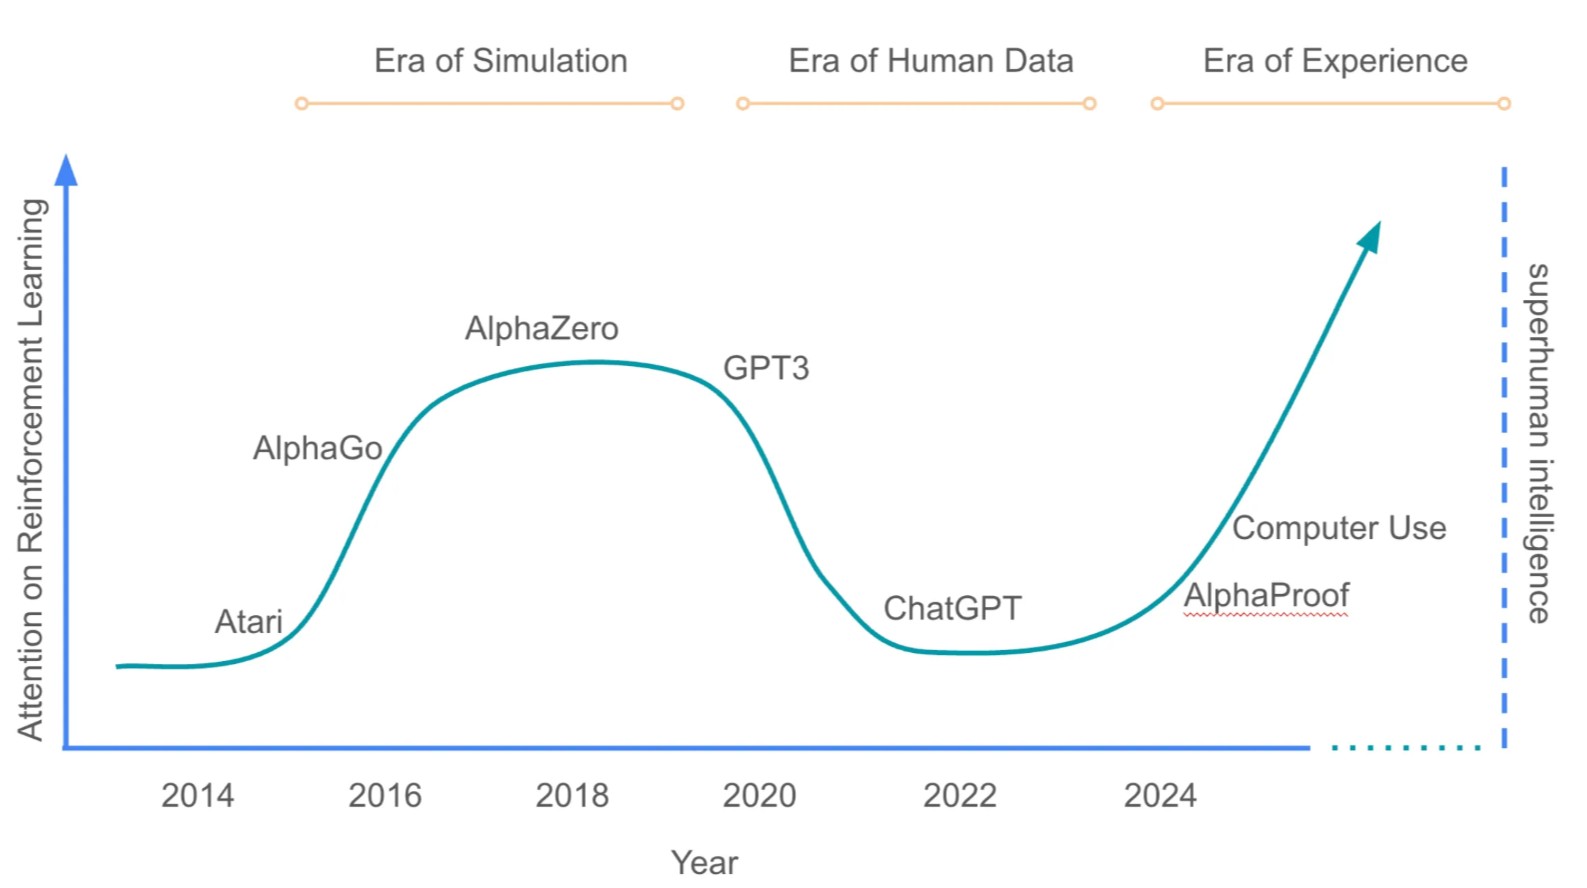 Era of Simulation
Era of Human Data
Era of Experience
Attention on Reinforcement Learning
superhuman intelligence
AlphaZero
GPT3
AlphaGo
Computer Use
AlphaProof
ChatGPT
Atari
2014
2016
2018
2020
2022
2024
Year